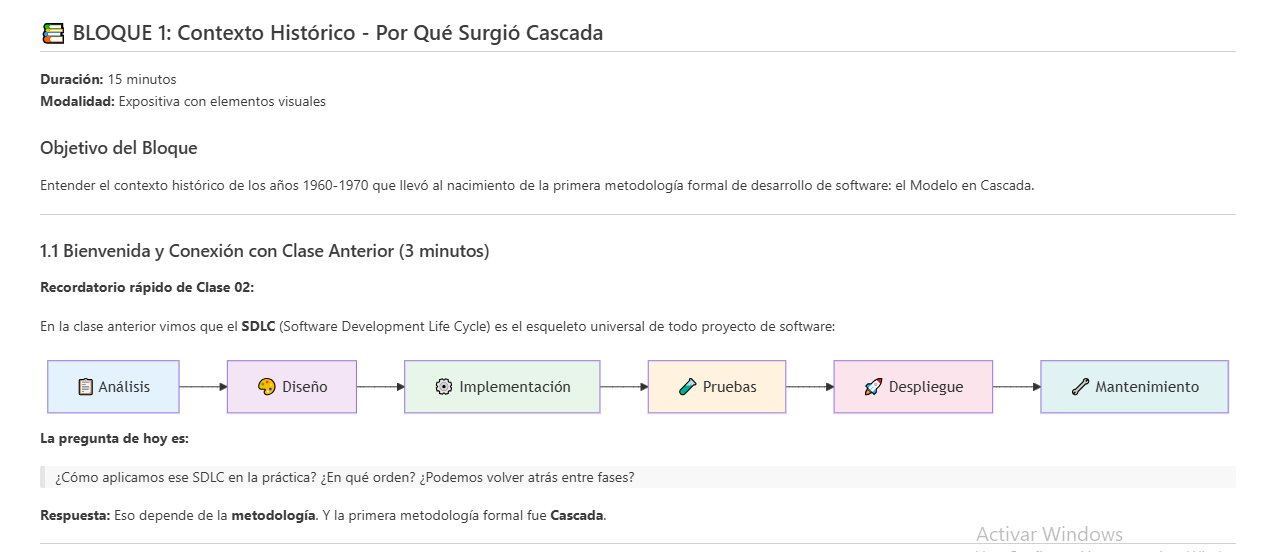 BLOQUE 1: Contexto Histórico - Por Qué Surgió Cascada
Duración: 15 minutos
Modalidad: Expositiva con elementos visuales
Objetivo del Bloque
Entender el contexto histórico de los años 1960-1970 que llevó al nacimiento de la primera metodología formal de desarrollo de software: el Modelo en Cascada.
1.1 Bienvenida y Conexión con Clase Anterior (3 minutos)
Recordatorio rápido de Clase 02:
En la clase anterior vimos que el SDLC (Software Development Life Cycle) es el esqueleto universal de todo proyecto de software:
Análisis Diseño Implementación Pruebas Despliegue Mantenimiento
La pregunta de hoy es:
¿Cómo aplicamos ese SDLC en la práctica? ¿En qué orden? ¿Podemos volver atrás entre fases?
Respuesta: Eso depende de la metodología. Y la primera metodología formal fue Cascada.
Activar Windows